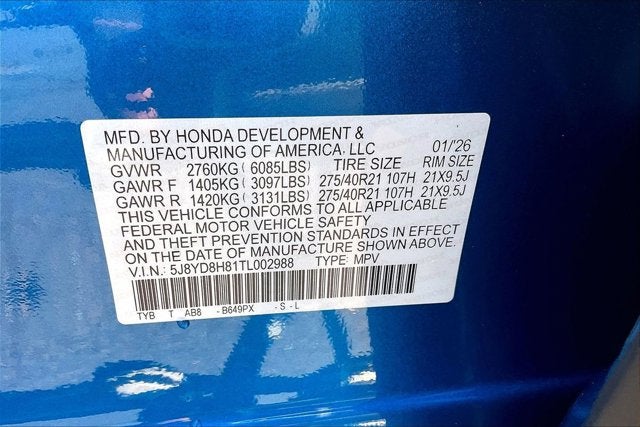 MFD. BY HONDA DEVELOPMENT &
MANUFACTURING OF AMERICA, LLC 01/'26
GVWR 2760KG ( 6085LBS) TIRE SIZE RIM SIZE
GAWR F 1405KG ( 3097LBS) 275/40R21 107H 21X9.5J
GAWR R 1420KG ( 3131LBS) 275/40R21 107H 21X9.5J
THIS VEHICLE CONFORMS TO ALL APPLICABLE
FEDERAL MOTOR VEHICLE SAFETY
AND THEFT PREVENTION STANDARDS IN EFFECT
ON THE DATE OF MANUFACTURE SHOWN ABOVE.
V.I.N.: 5J8YD8H81TL002988 TYPE: MPV
TYB T AB8 - B649PX - S - L